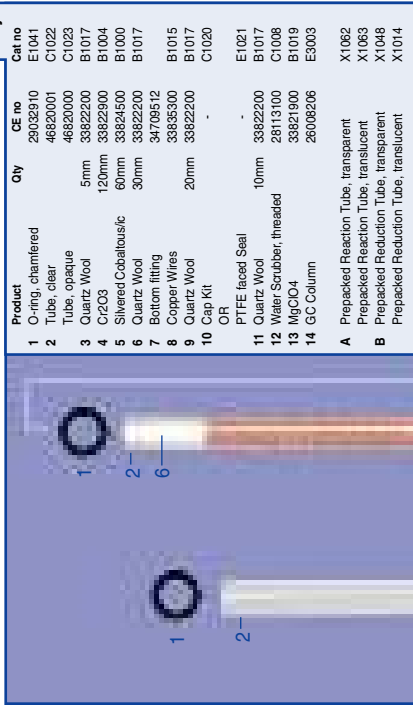 Product Qty CE no Cat no
1 O-ring, chamfered 29032910 E1041
2 Tube, clear 46820001 C1022
Tube, opaque 46820000 C1023
3 Quartz Wool 5mm 33822200 B1017
4 Cr2O3 120mm 33822900 B1004
5 Silvered Cobaltous/ic 60mm 33824500 B1000
6 Quartz Wool 30mm 33822200 B1017
7 Bottom fitting 34709512
8 Copper Wires 33835300 B1015
9 Quartz Wool 20mm 33822200 B1017
10 Cap Kit - C1020
OR
PTFE faced Seal - E1021
11 Quartz Wool 10mm 33822200 B1017
12 Water Scrubber, threaded 28113100 C1008
13 MgClO4 33821900 B1019
14 GC Column 26008206 E3003
A Prepacked Reaction Tube, transparent X1062
Prepacked Reaction Tube, translucent X1063
B Prepacked Reduction Tube, transparent X1048
Prepacked Reduction Tube, translucent X1014
1
2
6
1
2